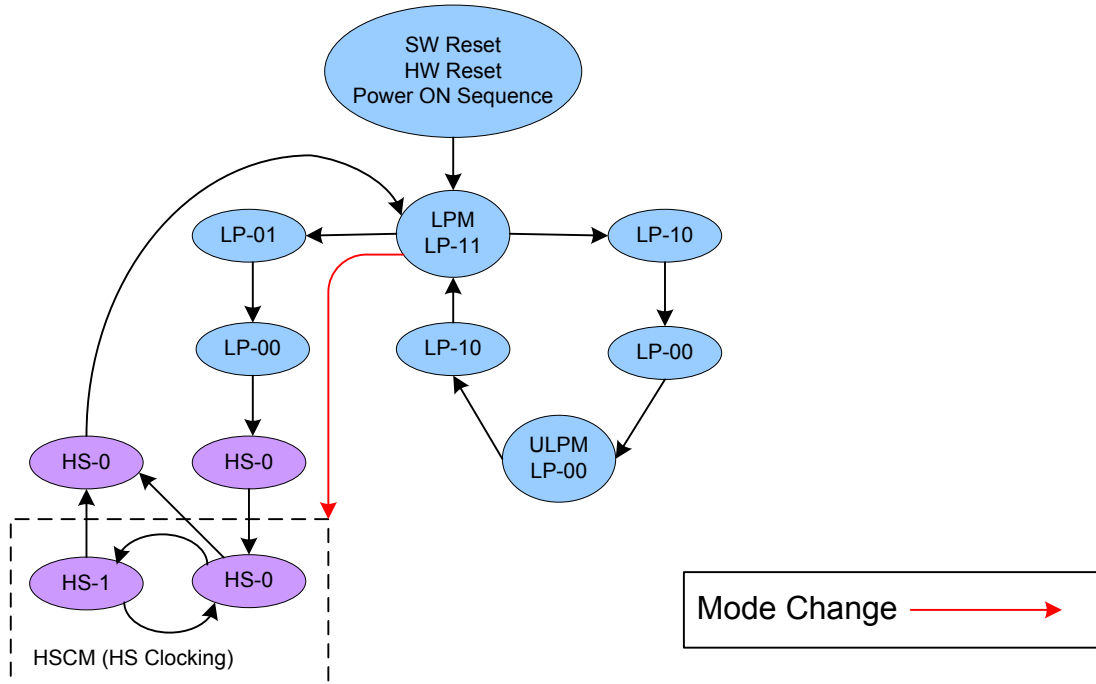 SW Reset
HW Reset
Power ON Sequence
LPM
LP-11
LP-01
LP-10
LP-00
LP-10
LP-00
HS-0
HS-0
ULPM
LP-00
HS-1
HS-0
HSCM (HS Clocking)
Mode Change